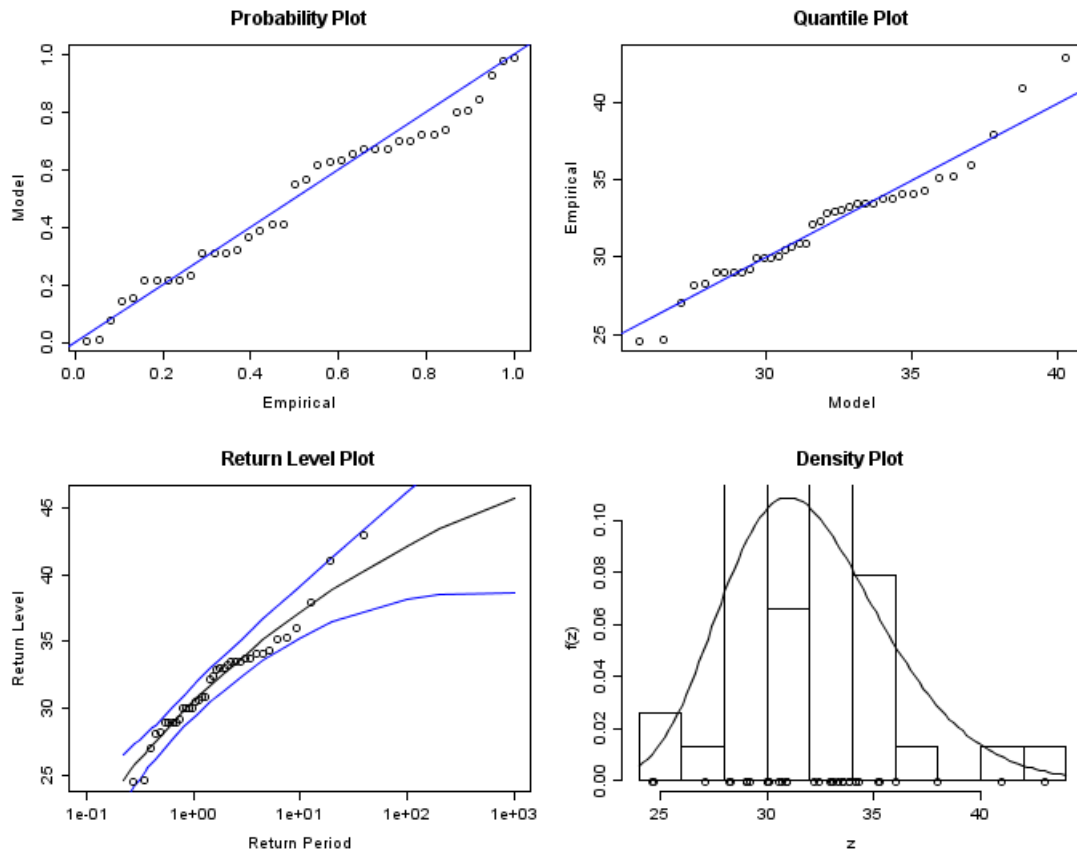 Probability Plot
Model
0.0 0.2 0.4 0.6 0.8 1.0
0.0 0.2 0.4 0.6 0.8 1.0
Empirical
Quantile Plot
Empirical
25 30 35 40
30 35 40
Model
Return Level Plot
Return Level
25 30 35 40 45
1e-01 1e+00 1e+01 1e+02 1e+03
Return Period
Density Plot
f(z)
0.00 0.02 0.04 0.06 0.08 0.10
25 30 35 40
z